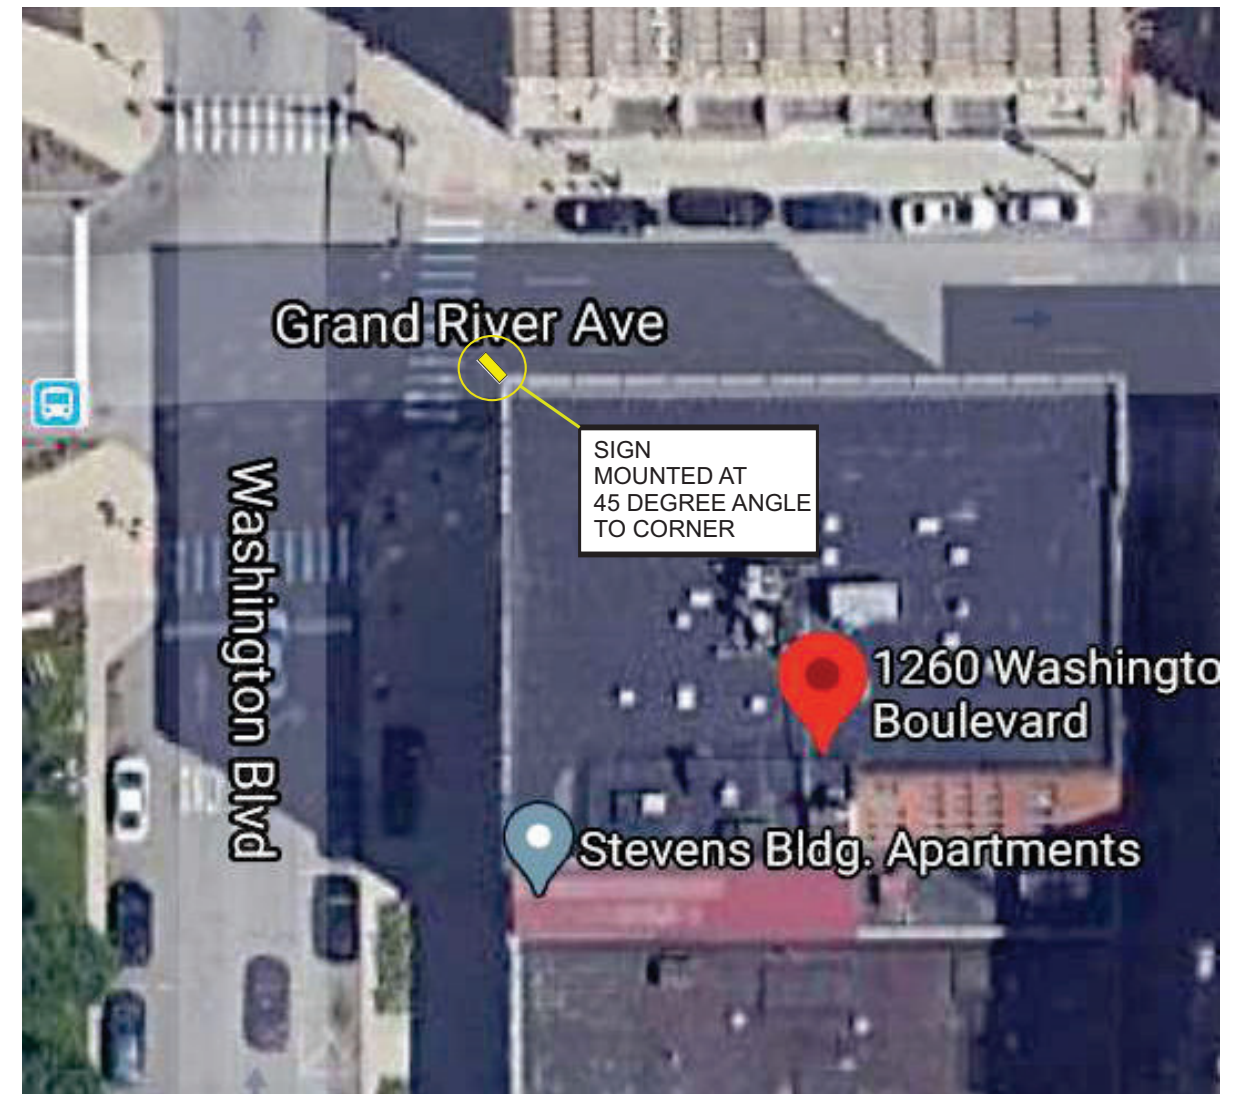 Grand River Ave
SIGN
MOUNTED AT
45 DEGREE ANGLE
TO CORNER
Washington Blvd
1260 Washingto
Boulevard
Stevens Bldg. Apartments